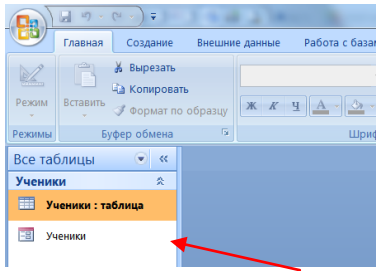 Главная Создание Внешние данные Работа с база
Вырезать
Копировать
Формат по образцу
Режим Вставить
Ж К Ч А
Режимы Буфер обмена Шриф
Все таблицы
Ученики
Ученики : таблица
Ученики